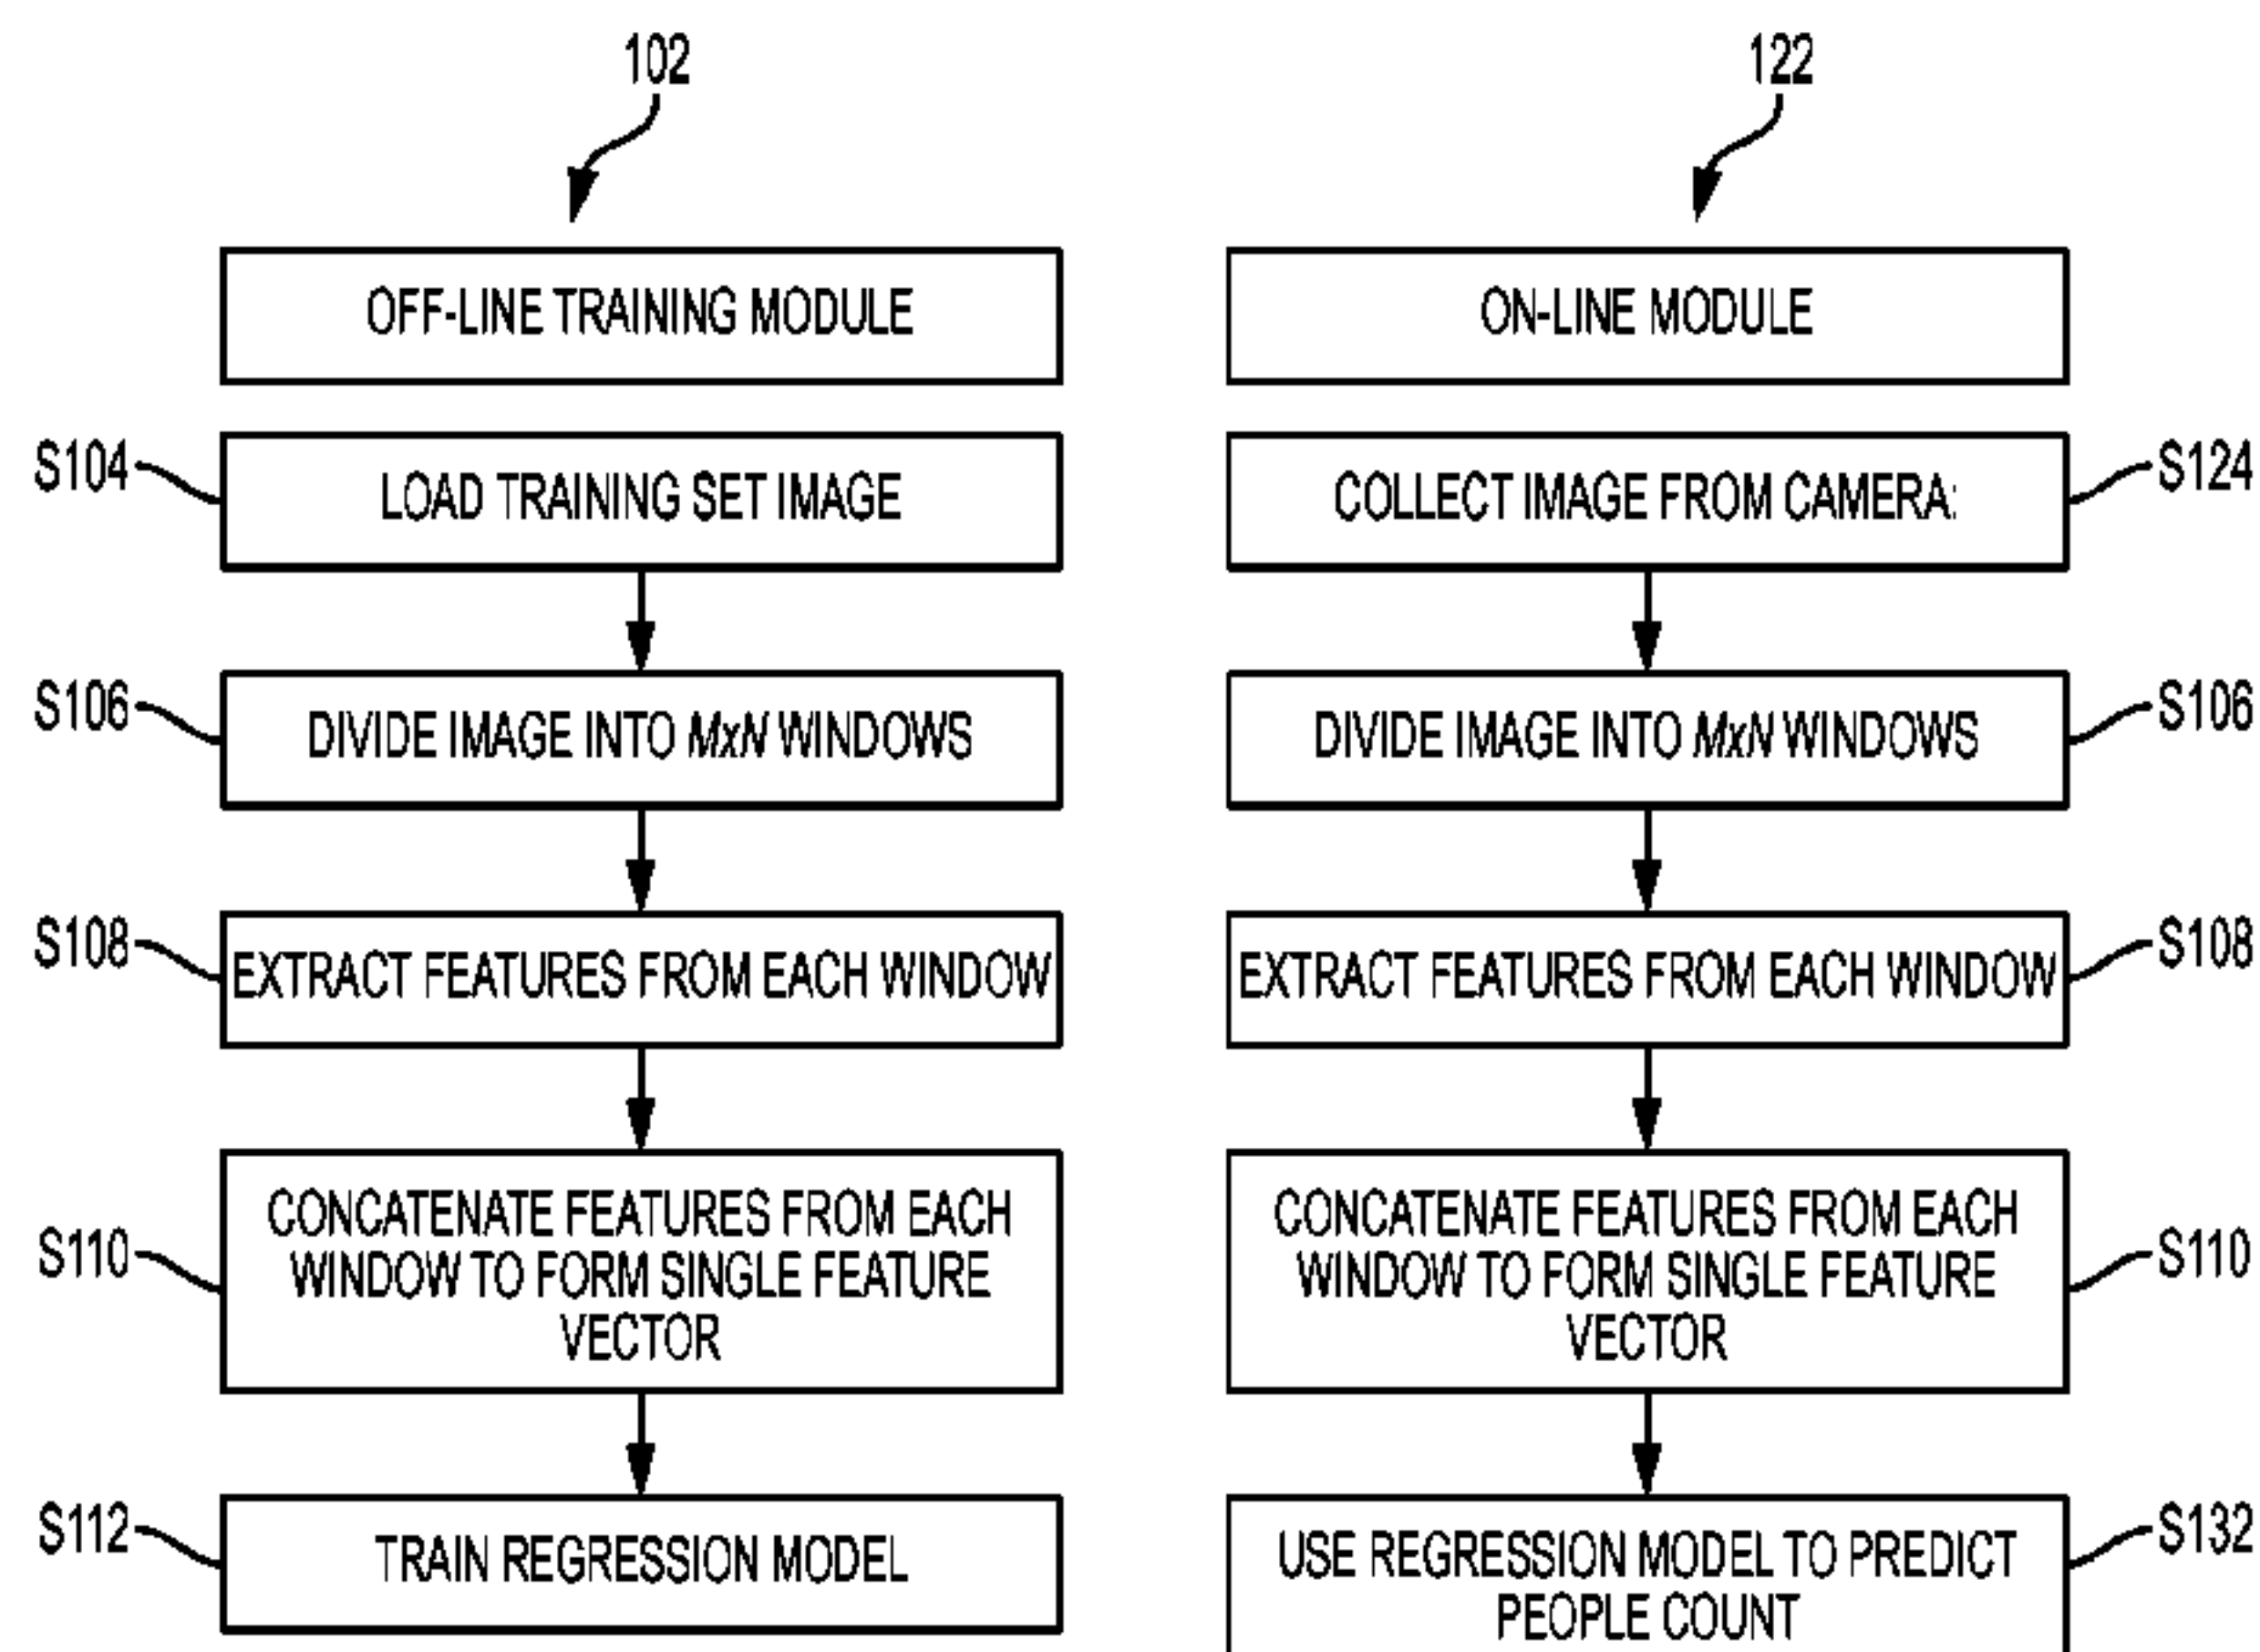 102
OFF-LINE TRAINING MODULE
S104
LOAD TRAINING SET IMAGE
S106
DIVIDE IMAGE INTO MxN WINDOWS
S108
EXTRACT FEATURES FROM EACH WINDOW
S110
CONCATENATE FEATURES FROM EACH
WINDOW TO FORM SINGLE FEATURE
VECTOR
S112
TRAIN REGRESSION MODEL
122
ON-LINE MODULE
COLLECT IMAGE FROM CAMERA:
S124
DIVIDE IMAGE INTO MxN WINDOWS
S106
EXTRACT FEATURES FROM EACH WINDOW
S108
CONCATENATE FEATURES FROM EACH
WINDOW TO FORM SINGLE FEATURE
VECTOR
S110
USE REGRESSION MODEL TO PREDICT
PEOPLE COUNT
S132